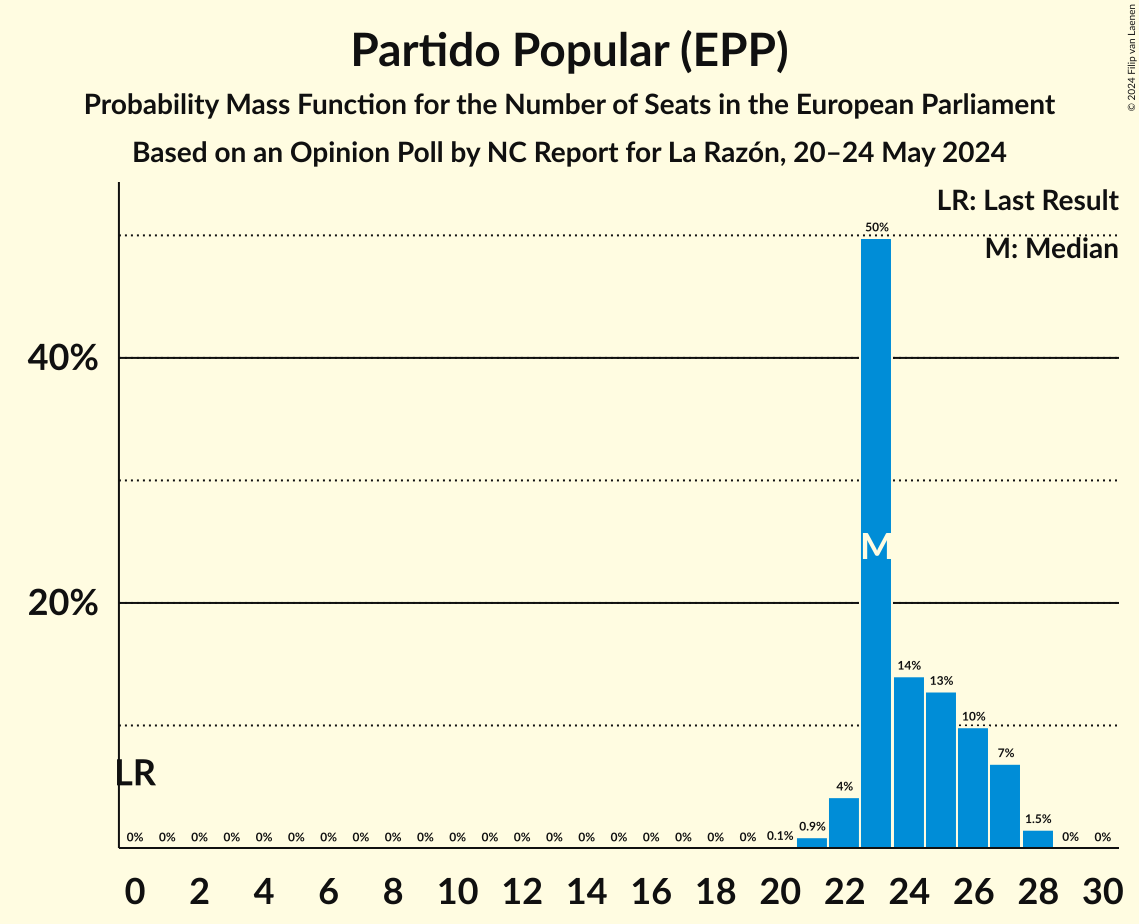 Partido Popular (EPP)
Probability Mass Function for the Number of Seats in the European Parliament
Based on an Opinion Poll by NC Report for La Razón, 20–24 May 2024
© 2024 Filip van Laenen
LR: Last Result
M: Median
40%
20%
50%
M
14%
13%
10%
7%
4%
1.5%
0.9%
0.1%
LR
0% 0% 0% 0% 0% 0% 0% 0% 0% 0% 0% 0% 0% 0% 0% 0% 0% 0% 0% 0% 0% 0%
0 2 4 6 8 10 12 14 16 18 20 22 24 26 28 30